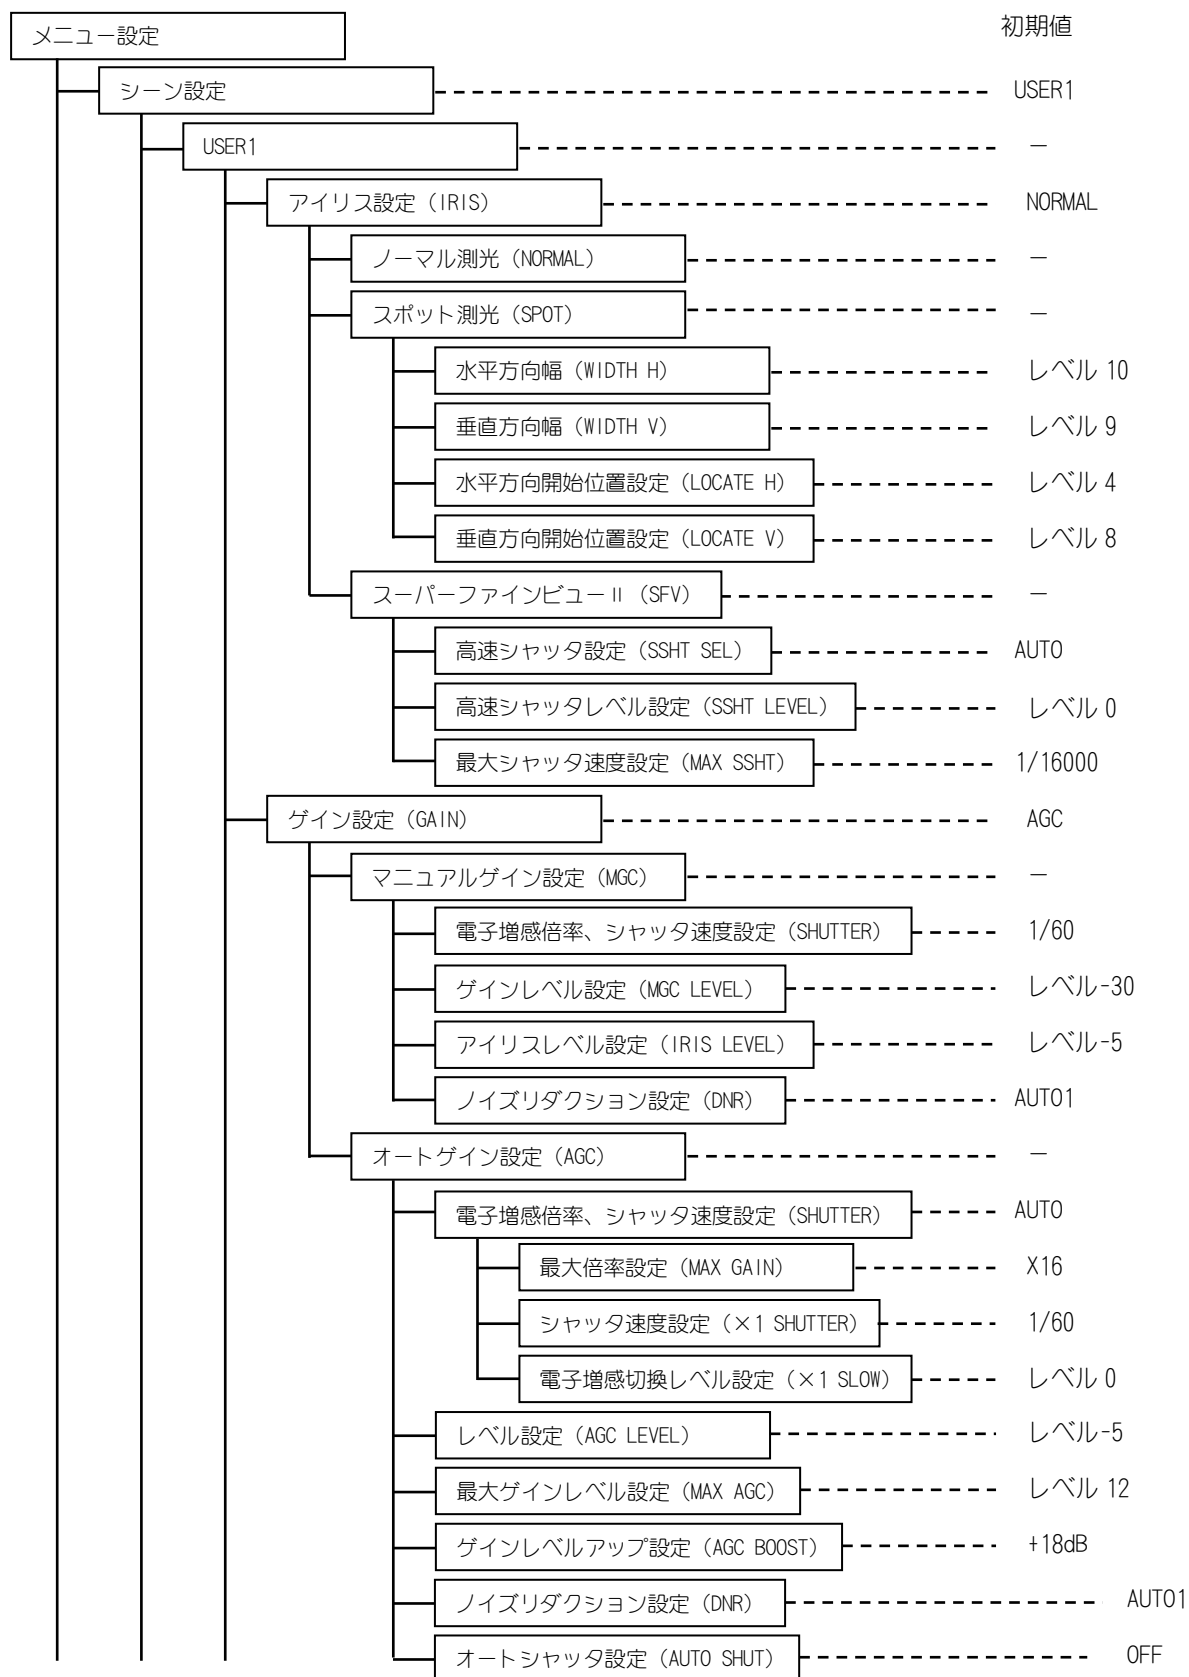 初期値
メニュー設定
シーン設定 USER1
USER1 －
アイリス設定（IRIS） NORMAL
ノーマル測光（NORMAL） －
スポット測光（SPOT） －
水平方向幅（WIDTH H） レベル 10
垂直方向幅（WIDTH V） レベル 9
水平方向開始位置設定（LOCATE H） レベル 4
垂直方向開始位置設定（LOCATE V） レベル 8
スーパーファインビューⅡ（SFV） －
高速シャッタ設定（SSHT SEL） AUTO
高速シャッタレベル設定（SSHT LEVEL） レベル 0
最大シャッタ速度設定（MAX SSHT） 1/16000
ゲイン設定（GAIN） AGC
マニュアルゲイン設定（MGC） －
電子増感倍率、シャッタ速度設定（SHUTTER） 1/60
ゲインレベル設定（MGC LEVEL） レベル-30
アイリスレベル設定（IRIS LEVEL） レベル-5
ノイズリダクション設定（DNR） AUTO1
オートゲイン設定（AGC） －
電子増感倍率、シャッタ速度設定（SHUTTER） AUTO
最大倍率設定（MAX GAIN） X16
シャッタ速度設定（×1 SHUTTER） 1/60
電子増感切換レベル設定（×1 SLOW） レベル 0
レベル設定（AGC LEVEL） レベル-5
最大ゲインレベル設定（MAX AGC） レベル 12
ゲインレベルアップ設定（AGC BOOST） +18dB
ノイズリダクション設定（DNR） AUTO1
オートシャッタ設定（AUTO SHUT） OFF